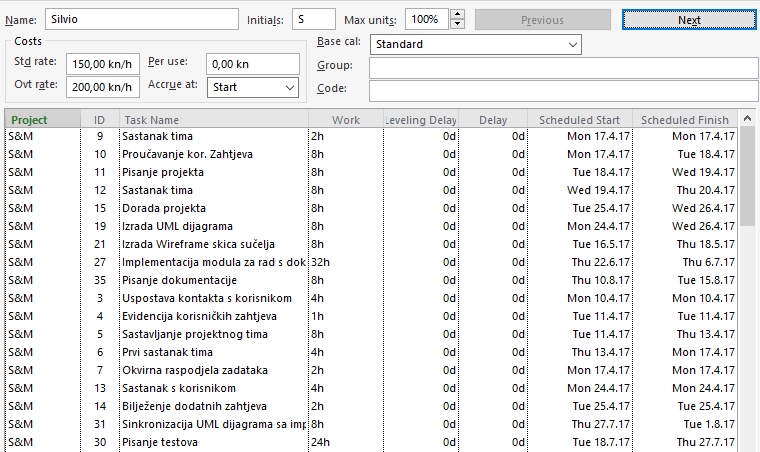 Name: Silvio Initials: S Max units: 100% Previous Next
Costs Base cal: Standard
Std rate: 150,00 kn/h Per use: 0,00 kn Group:
Ovt rate: 200,00 kn/h Accrue at: Start Code:
Project ID Task Name Work Leveling Delay Delay Scheduled Start Scheduled Finish
S&M 9 Sastanak tima 2h 0d 0d Mon 17.4.17 Mon 17.4.17
S&M 10 Proučavanje kor. Zahtjeva 8h 0d 0d Mon 17.4.17 Tue 18.4.17
S&M 11 Pisanje projekta 8h 0d 0d Tue 18.4.17 Wed 19.4.17
S&M 12 Sastanak tima 8h 0d 0d Wed 19.4.17 Thu 20.4.17
S&M 15 Dorada projekta 8h 0d 0d Tue 25.4.17 Wed 26.4.17
S&M 19 Izrada UML dijagrama 8h 0d 0d Mon 24.4.17 Wed 26.4.17
S&M 21 Izrada Wireframe skica sučelja 8h 0d 0d Tue 16.5.17 Thu 18.5.17
S&M 27 Implementacija modula za rad s dok 32h 0d 0d Thu 22.6.17 Thu 6.7.17
S&M 35 Pisanje dokumentacije 8h 0d 0d Thu 10.8.17 Tue 15.8.17
S&M 3 Uspostava kontakta s korisnikom 4h 0d 0d Mon 10.4.17 Mon 10.4.17
S&M 4 Evidencija korisničkih zahtjeva 1h 0d 0d Tue 11.4.17 Tue 11.4.17
S&M 5 Sastavljanje projektnog tima 8h 0d 0d Tue 11.4.17 Thu 13.4.17
S&M 6 Prvi sastanak tima 4h 0d 0d Thu 13.4.17 Mon 17.4.17
S&M 7 Okvirna raspodjela zadataka 2h 0d 0d Mon 17.4.17 Mon 17.4.17
S&M 13 Sastanak s korisnikom 4h 0d 0d Mon 24.4.17 Mon 24.4.17
S&M 14 Bilježenje dodatnih zahtjeva 2h 0d 0d Tue 25.4.17 Tue 25.4.17
S&M 31 Sinkronizacija UML dijagrama sa imp 8h 0d 0d Thu 27.7.17 Tue 1.8.17
S&M 30 Pisanje testova 24h 0d 0d Tue 18.7.17 Thu 27.7.17